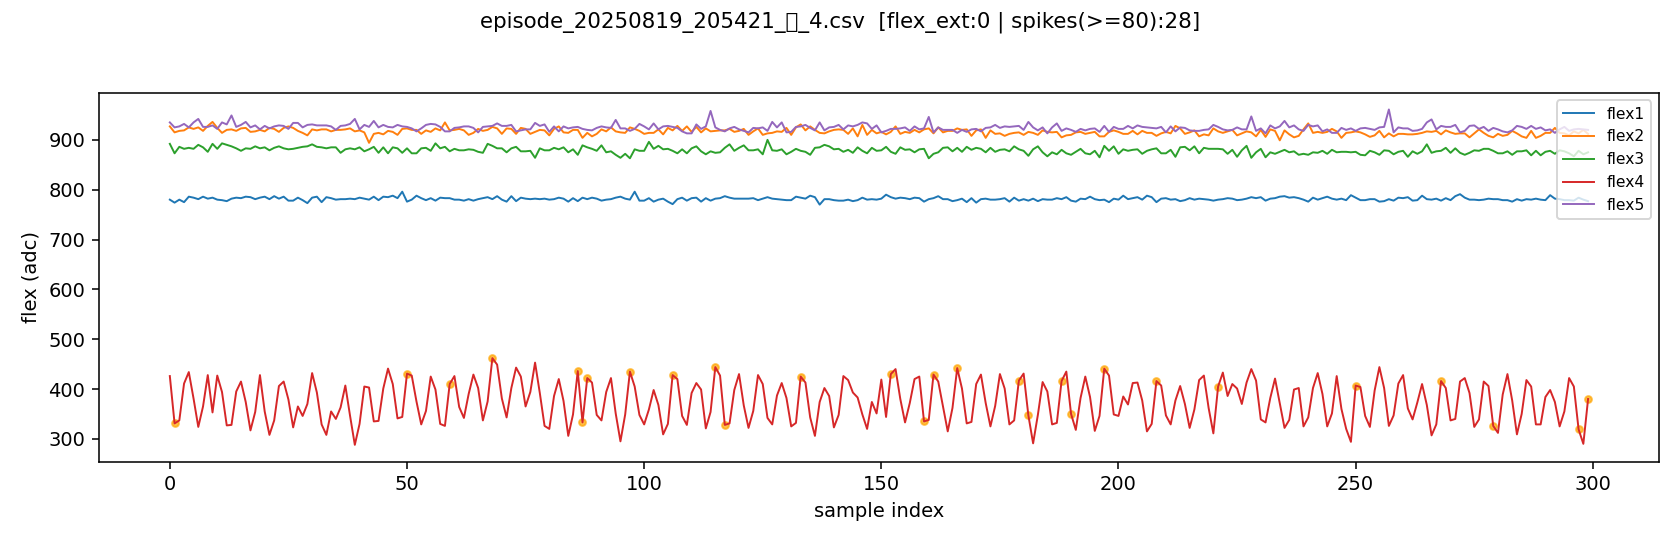 episode_20250819_205421_▯_4.csv [flex_ext:0 | spikes(>=80):28]
flex (adc)
900
800
700
600
500
400
300
0
50
100
150
200
250
300
sample index
flex1
flex2
flex3
flex4
flex5